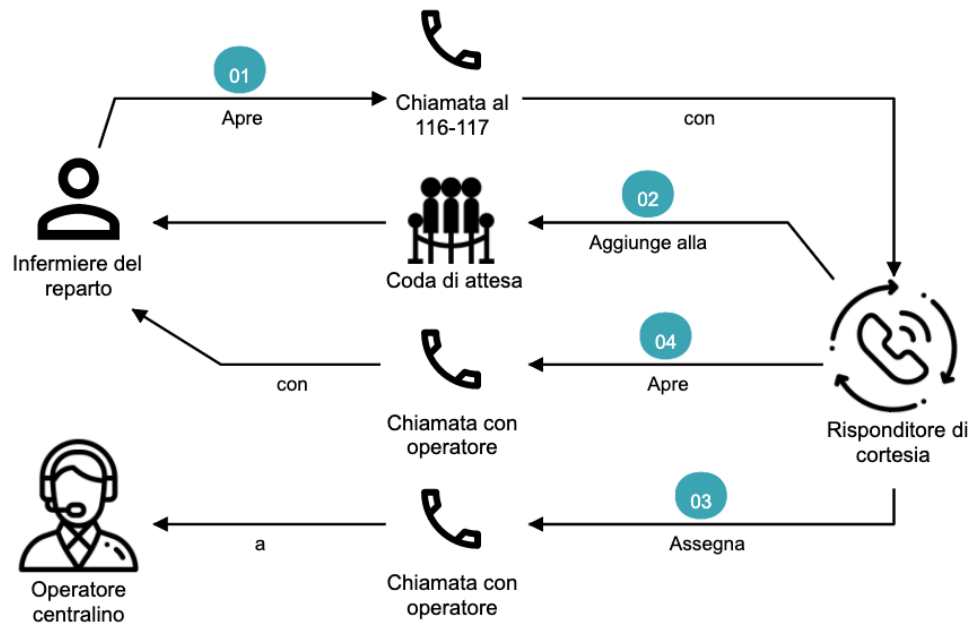 01
Apre
Chiamata al
116-117
con
02
Aggiunge alla
Infermiere del
reparto
Coda di attesa
04
Apre
con
Chiamata con
operatore
Risponditore di
cortesia
03
Assegna
a
Chiamata con
operatore
Operatore
centralino